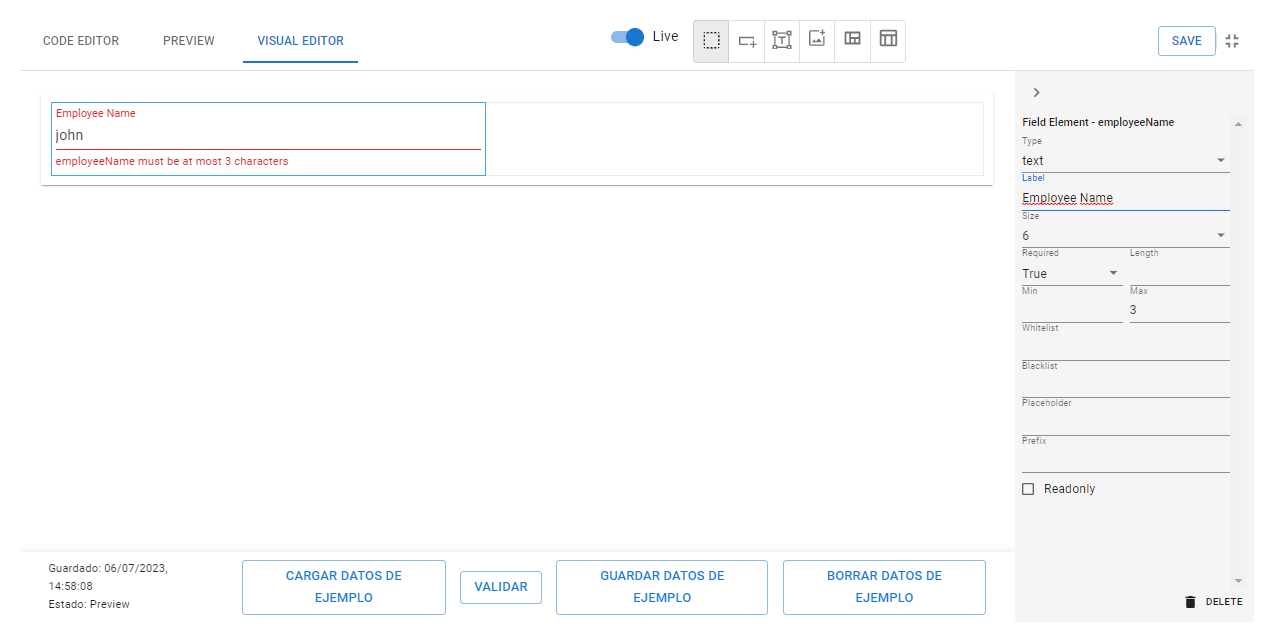 CODE EDITOR
PREVIEW
VISUAL EDITOR
Live
SAVE
Employee Name
john
employeeName must be at most 3 characters
Field Element - employeeName
Type
text
Label
Employee Name
Size
6
Required Length
True
Min Max
3
Whitelist
Blacklist
Placeholder
Prefix
Readonly
DELETE
Guardado: 06/07/2023,
14:58:08
Estado: Preview
CARGAR DATOS DE
EJEMPLO
VALIDAR
GUARDAR DATOS DE
EJEMPLO
BORRAR DATOS DE
EJEMPLO